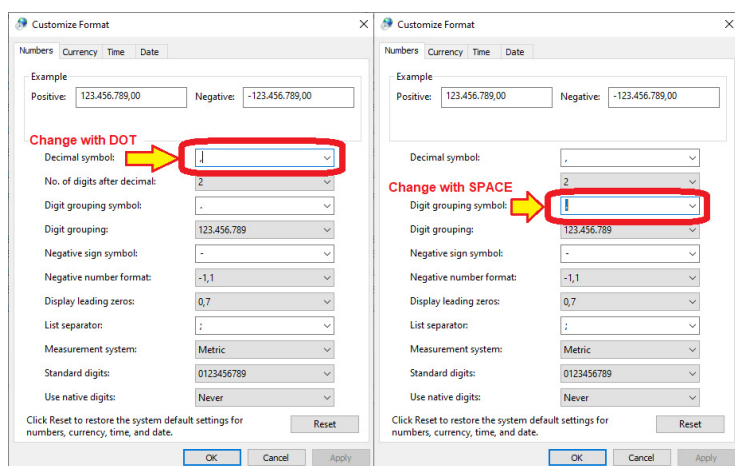 Customize Format
Numbers Currency Time Date
Example
Positive: 123.456.789,00 Negative: -123.456.789,00
Change with DOT
Decimal symbol: ,
No. of digits after decimal: 2
Digit grouping symbol: .
Digit grouping: 123.456.789
Negative sign symbol: -
Negative number format: -1,1
Display leading zeros: 0,7
List separator: ;
Measurement system: Metric
Standard digits: 0123456789
Use native digits: Never
Click Reset to restore the system default settings for
numbers, currency, time, and date.
Reset
OK Cancel Apply
Customize Format
Numbers Currency Time Date
Example
Positive: 123.456.789,00 Negative: -123.456.789,00
Decimal symbol: ,
2
Change with SPACE
Digit grouping symbol: .
Digit grouping: 123.456.789
Negative sign symbol: -
Negative number format: -1,1
Display leading zeros: 0,7
List separator: ;
Measurement system: Metric
Standard digits: 0123456789
Use native digits: Never
Click Reset to restore the system default settings for
numbers, currency, time, and date.
Reset
OK Cancel Apply